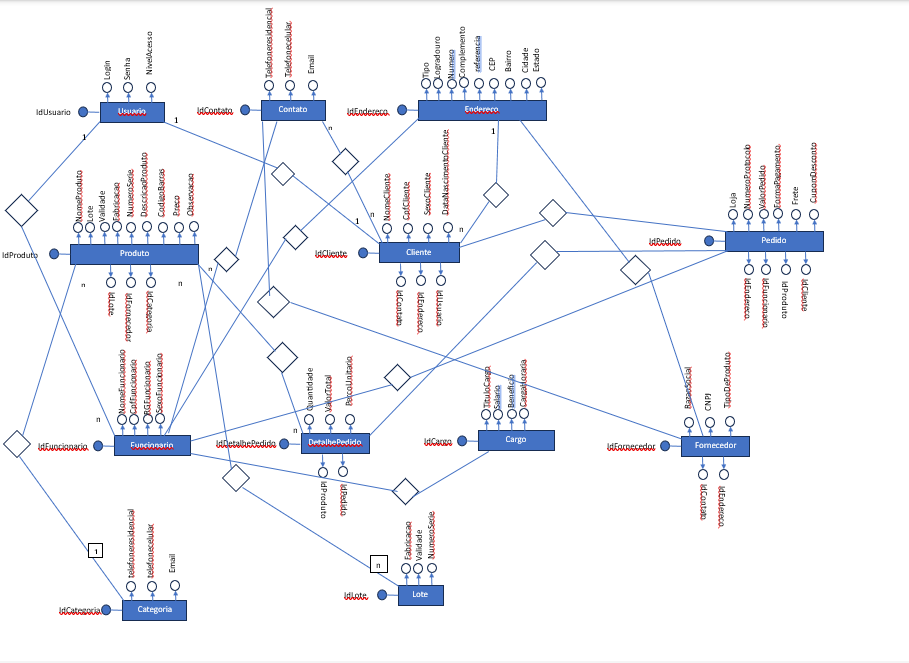 Login
Senha
NivelAcesso
IdUsuario
Usuario
1
1
Telefoneresidencial
Telefonecelular
Email
IdContato
Contato
n
n
Tipo
Logradouro
Numero
Complemento
referencia
CEP
Bairro
Cidade
Estado
IdEndereco
Endereco
1
NomeProduto
Lote
Validade
Fabricacao
NumeroSerie
DescricaoProduto
CodigoBarras
Preco
Observacao
IdProduto
Produto
n
n
n
IdLote
IdFornecedor
IdCategoria
NomeCliente
CpfCliente
SexoCliente
DataNascimentoCliente
1
n
IdCliente
Cliente
IdContato
IdEndereco
IdUsuario
Loja
NumeroProtocolo
ValorPedido
FormaPagamento
Frete
CupomDesconto
IdPedido
Pedido
IdEndereco
IdFuncionario
IdProduto
IdCliente
NomeFuncionario
CpfFuncionario
RGFuncionario
SexoFuncionario
n
IdFuncionario
Funcionario
Quantidade
ValorTotal
PercoUnitario
n
IdDetalhePedido
DetalhePedido
IdProduto
IdPedido
TituloCargo
Salario
Beneficio
CargaHoraria
IdCargo
Cargo
RazaoSocial
CNPJ
TipoDeProduto
IdFornecedor
Fornecedor
IdContato
IdEndereco
1
telefoneresidencial
telefonecelular
Email
IdCategoria
Categoria
n
Fabricacao
Validade
NumeroSerie
IdLote
Lote